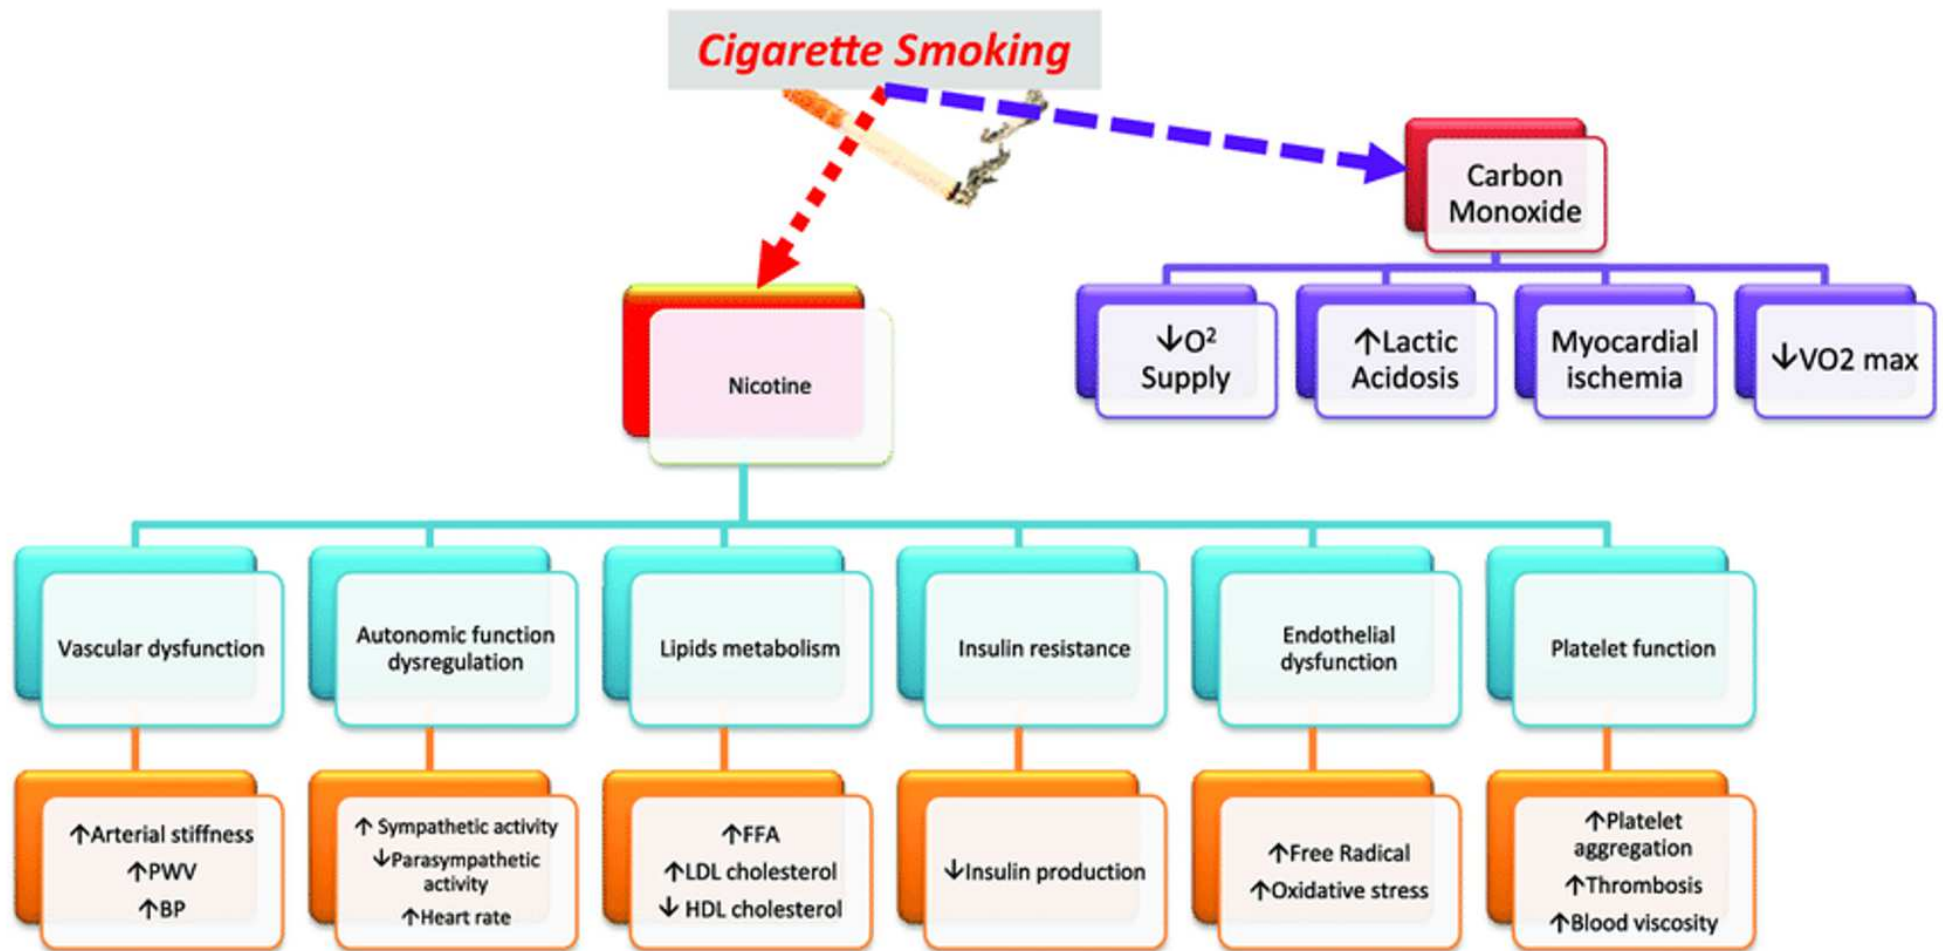 Cigarette Smoking
Carbon
Monoxide
↓O²
Supply
↑Lactic
Acidosis
Myocardial
ischemia
↓VO2 max
Nicotine
Vascular dysfunction
Autonomic function
dysregulation
Lipids metabolism
Insulin resistance
Endothelial
dysfunction
Platelet function
↑Arterial stiffness
↑PWV
↑BP
↑ Sympathetic activity
↓Parasympathetic
activity
↑Heart rate
↑FFA
↑LDL cholesterol
↓ HDL cholesterol
↓Insulin production
↑Free Radical
↑Oxidative stress
↑Platelet
aggregation
↑Thrombosis
↑Blood viscosity